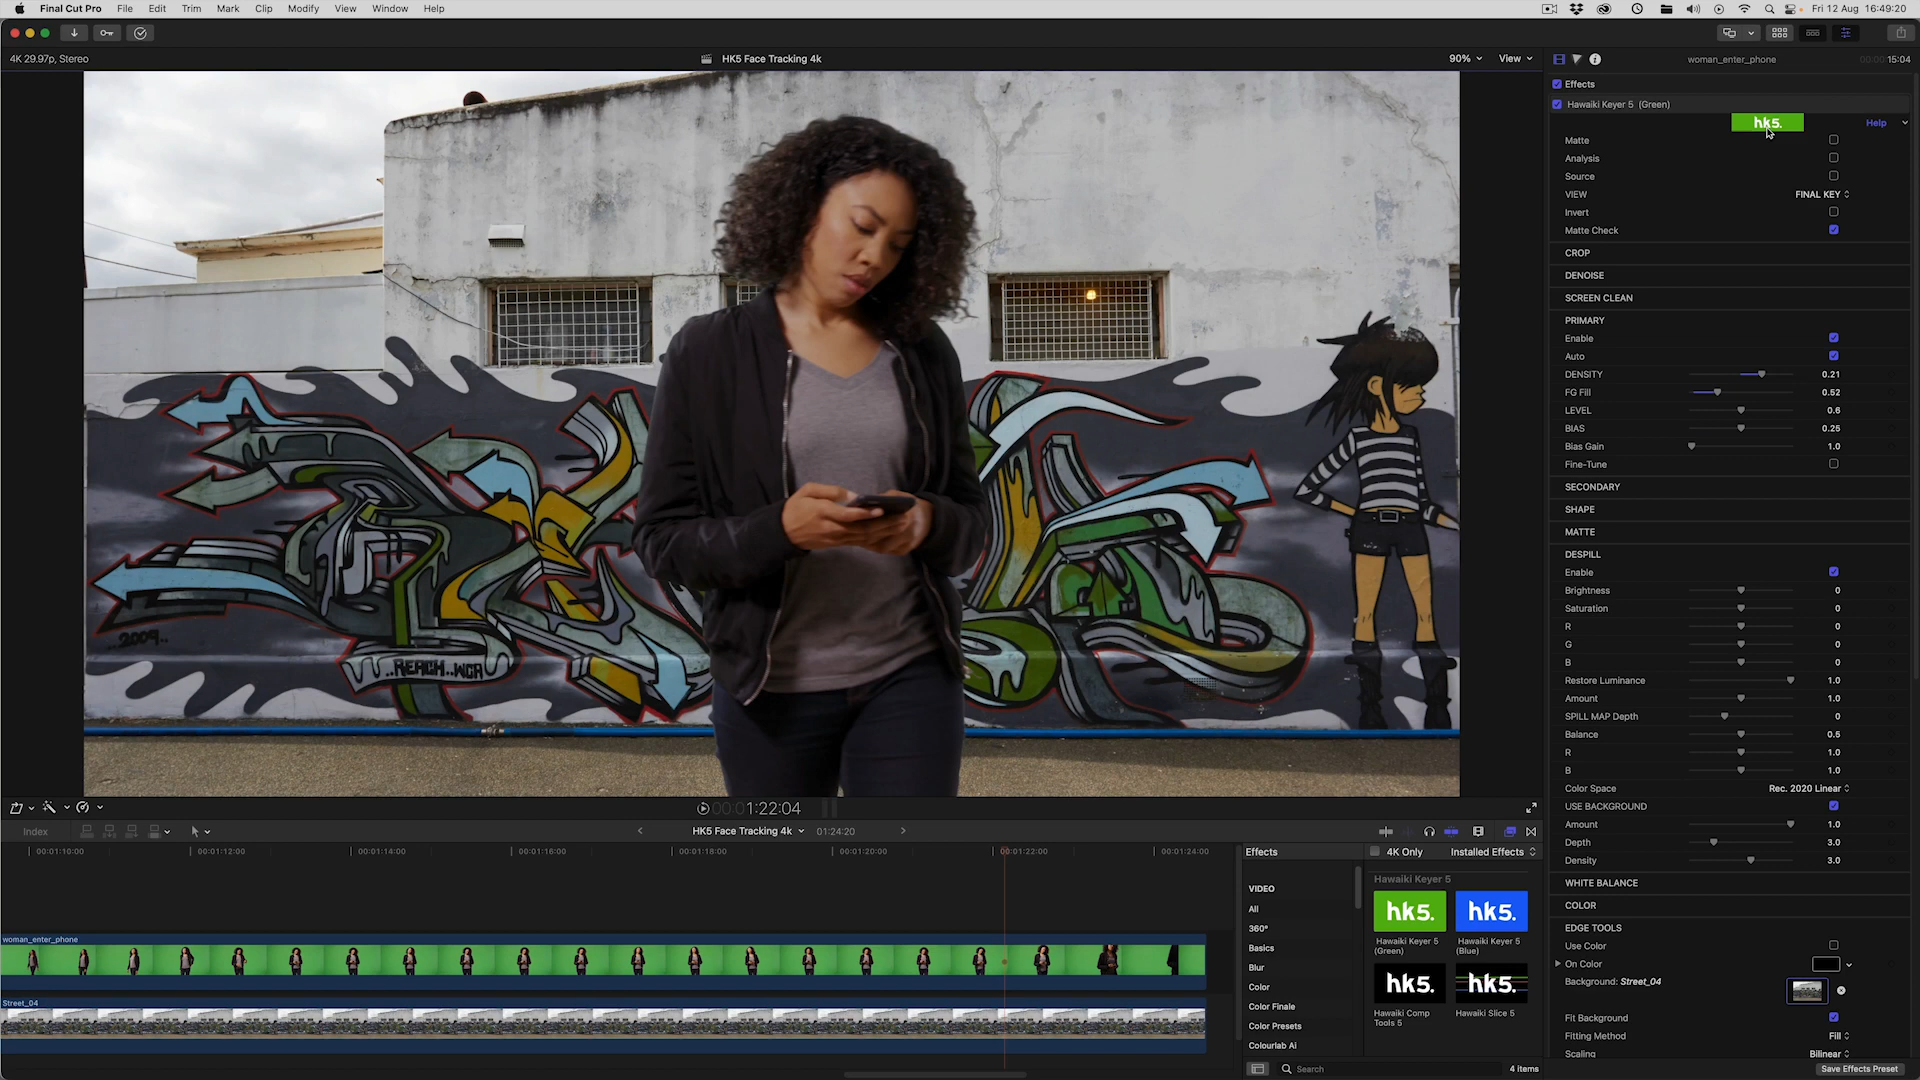 Final Cut Pro File Edit Trim Mark Clip Modify View Window Help Fri 12 Aug 16:49:20
4K 29.97p, Stereo HK5 Face Tracking 4k 90% View woman_enter_phone 15:04
Effects
Hawaiki Keyer 5 (Green)
hk5. Help
Matte
Analysis
Source
VIEW FINAL KEY
Invert
Matte Check
CROP
DENOISE
SCREEN CLEAN
PRIMARY
Enable
Auto
DENSITY 0.21
FG Fill 0.52
LEVEL 0.6
BIAS 0.25
Bias Gain 1.0
Fine-Tune
SECONDARY
SHAPE
MATTE
DESPILL
Enable
Brightness 0
Saturation 0
R 0
G 0
B 0
Restore Luminance 1.0
Amount 1.0
SPILL MAP Depth 0
Balance 0.5
R 1.0
B 1.0
Color Space Rec. 2020 Linear
USE BACKGROUND
Amount 1.0
Depth 3.0
Density 3.0
WHITE BALANCE
COLOR
EDGE TOOLS
Use Color
On Color
Background: Street_04
Fit Background
Fitting Method Fill
Scaling Bilinear
Save Effects Preset
2009..
..REACH..WCA
00:00:1:22:04
Index HK5 Face Tracking 4k 01:24:20
00:01:10:00 00:01:12:00 00:01:14:00 00:01:16:00 00:01:18:00 00:01:20:00 00:01:22:00 00:01:24:00
woman_enter_phone
Street_04
Effects 4K Only Installed Effects
VIDEO
All
360°
Basics
Blur
Color
Color Finale
Color Presets
Colourlab Ai
Hawaiki Keyer 5
hk5. hk5.
Hawaiki Keyer 5 (Green)
Hawaiki Keyer 5 (Blue)
hk5. hk5.
Hawaiki Comp Tools 5
Hawaiki Slice 5
Search 4 items